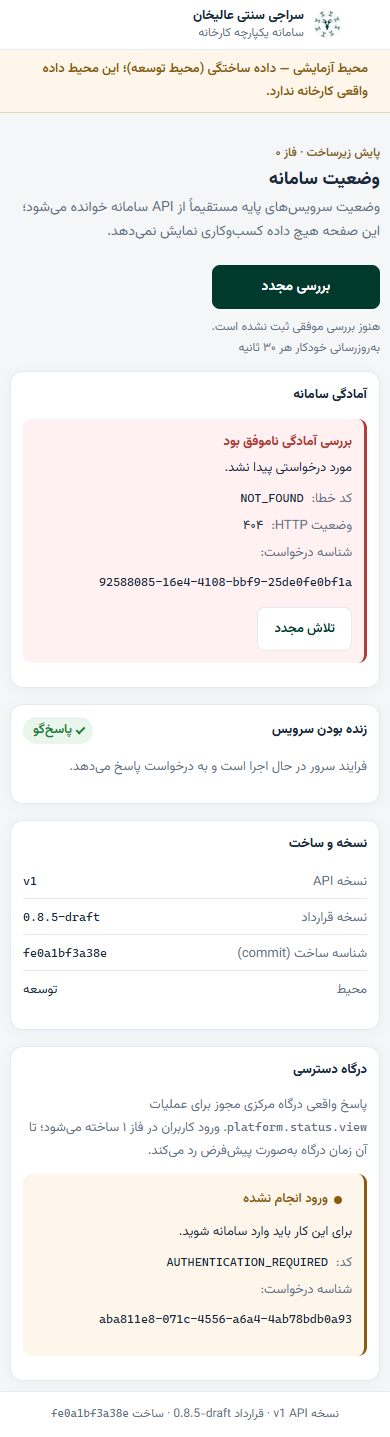 سراجی سنتی عالیخان
سامانه یکپارچه کارخانه
محیط آزمایشی — داده ساختگی (محیط توسعه)؛ این محیط داده
واقعی کارخانه ندارد.
پایش زیرساخت · فاز ۰
وضعیت سامانه
وضعیت سرویس‌های پایه مستقیماً از API سامانه خوانده می‌شود؛
این صفحه هیچ داده کسب‌وکاری نمایش نمی‌دهد.
بررسی مجدد
هنوز بررسی موفقی ثبت نشده است.
به‌روزرسانی خودکار هر ۳۰ ثانیه
آمادگی سامانه
بررسی آمادگی ناموفق بود
مورد درخواستی پیدا نشد.
کد خطا: NOT_FOUND
وضعیت HTTP: ۴۰۴
شناسه درخواست:
92588085-16e4-4108-bbf9-25de0fe0bf1a
تلاش مجدد
زنده بودن سرویس
✓ پاسخ‌گو
فرایند سرور در حال اجرا است و به درخواست پاسخ می‌دهد.
نسخه و ساخت
نسخه API v1
نسخه قرارداد 0.8.5-draft
شناسه ساخت (commit) fe0a1bf3a38e
محیط توسعه
درگاه دسترسی
پاسخ واقعی درگاه مرکزی مجوز برای عملیات
platform.status.view. ورود کاربران در فاز ۱ ساخته می‌شود؛ تا
آن زمان درگاه به‌صورت پیش‌فرض رد می‌کند.
ورود انجام نشده
برای این کار باید وارد سامانه شوید.
کد: AUTHENTICATION_REQUIRED
شناسه درخواست:
aba811e8-071c-4556-a6a4-4ab78bdb0a93
نسخه API v1 · قرارداد 0.8.5-draft · ساخت fe0a1bf3a38e